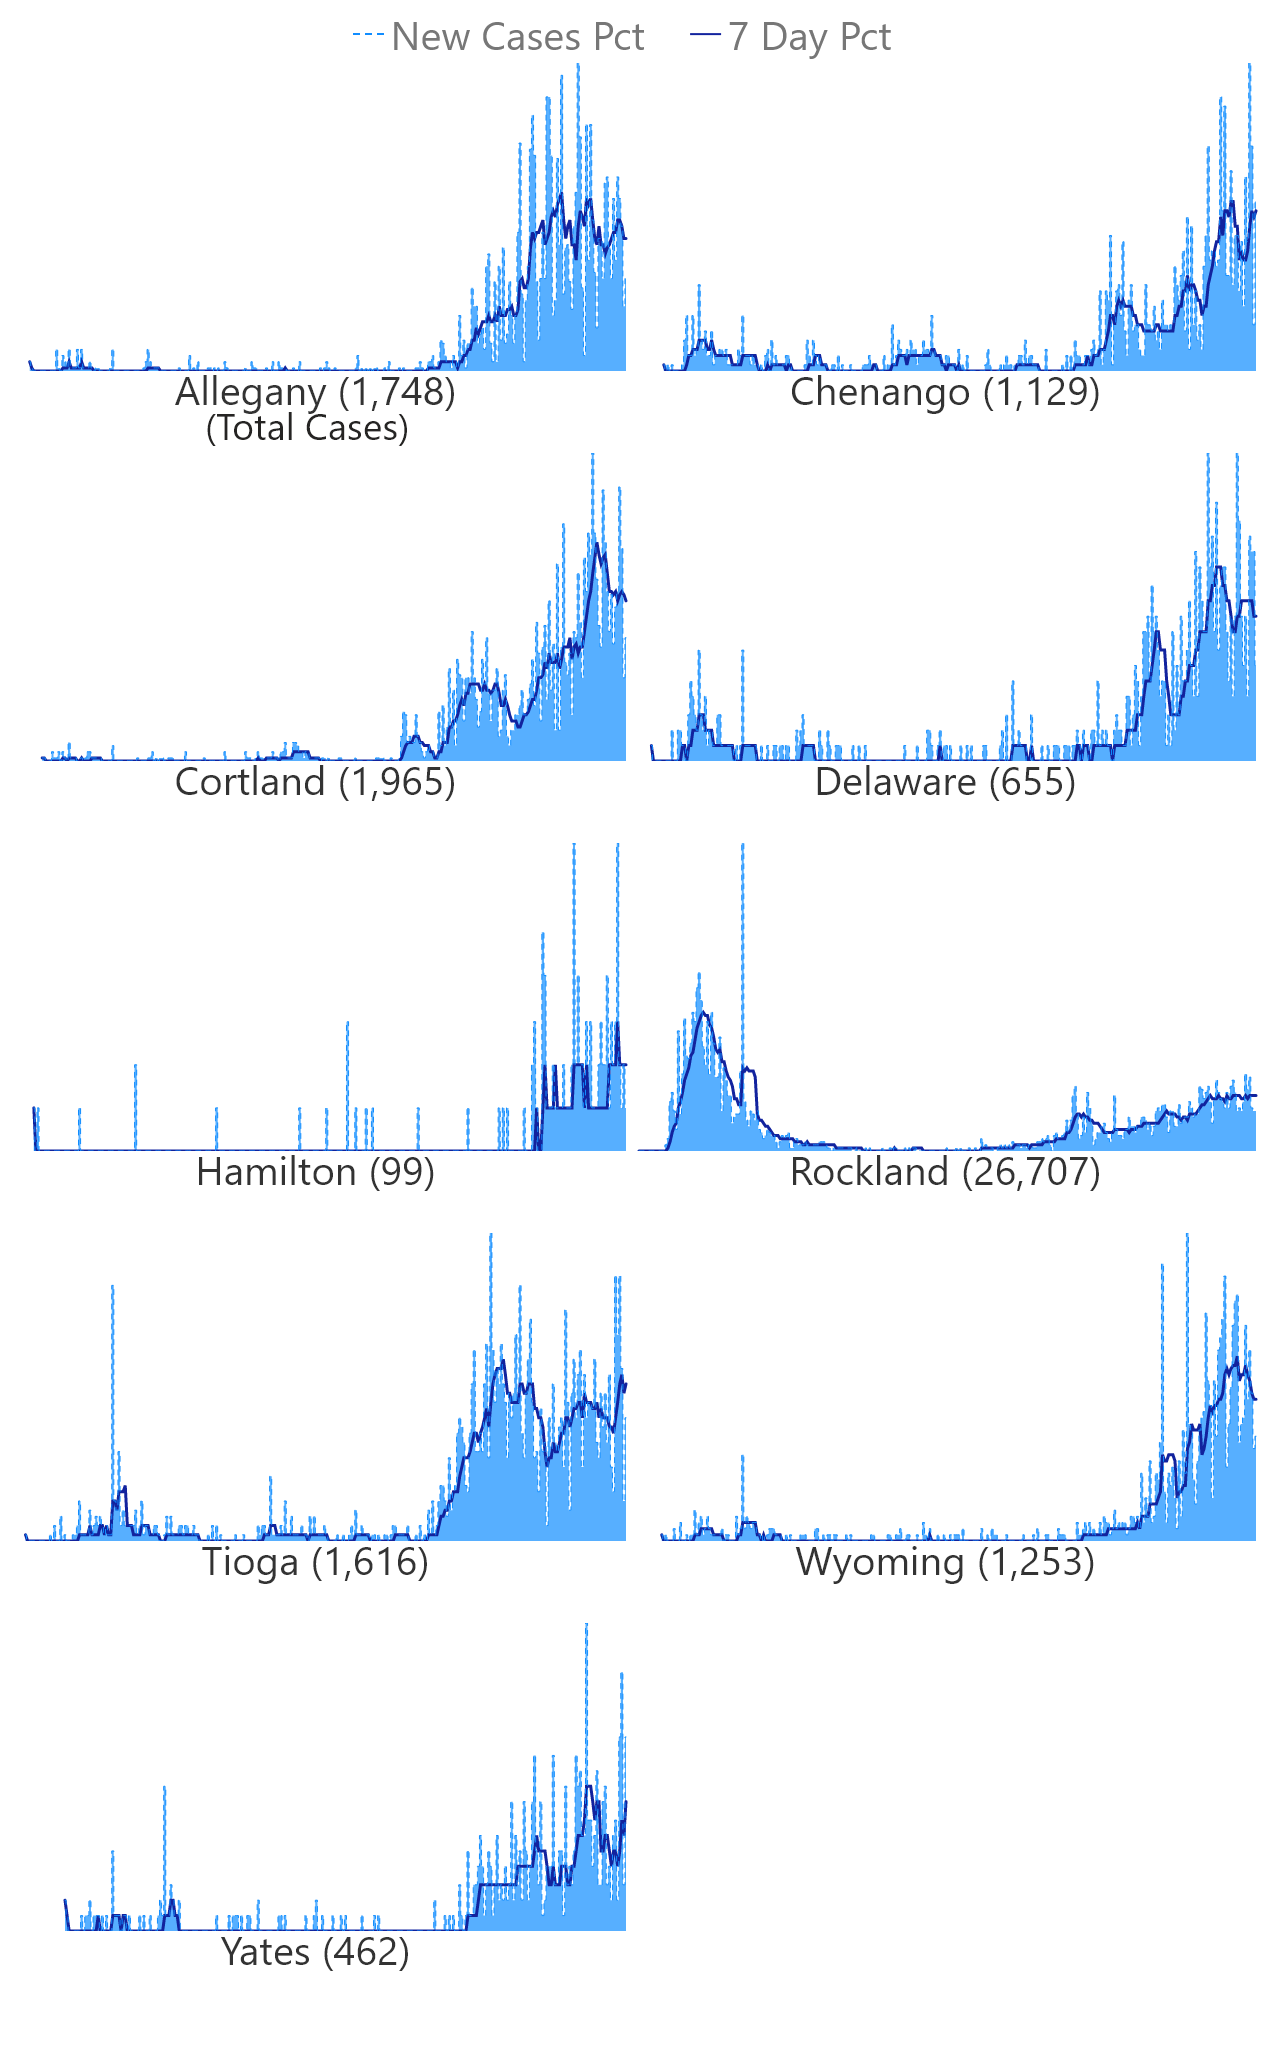 New Cases Pct 7 Day Pct
Allegany (1,748) Chenango (1,129)
(Total Cases)
Cortland (1,965) Delaware (655)
Hamilton (99) Rockland (26,707)
Tioga (1,616) Wyoming (1,253)
Yates (462)